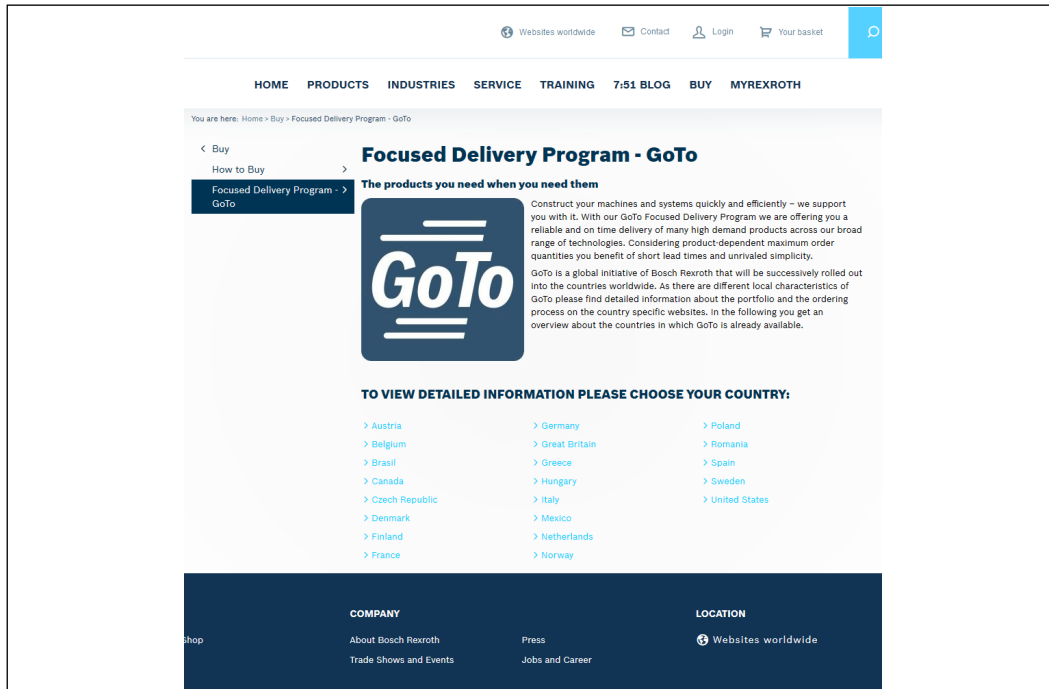 Websites worldwide Contact Login Your basket
HOME PRODUCTS INDUSTRIES SERVICE TRAINING 7:51 BLOG BUY MYREXROTH
You are here: Home > Buy > Focused Delivery Program - GoTo
Buy
How to Buy
Focused Delivery Program -
GoTo
Focused Delivery Program - GoTo
The products you need when you need them
GoTo
Construct your machines and systems quickly and efficiently – we support
you with it. With our GoTo Focused Delivery Program we are offering you a
reliable and on time delivery of many high demand products across our broad
range of technologies. Considering product-dependent maximum order
quantities you benefit of short lead times and unrivaled simplicity.
GoTo is a global initiative of Bosch Rexroth that will be successively rolled out
into the countries worldwide. As there are different local characteristics of
GoTo please find detailed information about the portfolio and the ordering
process on the country specific websites. In the following you get an
overview about the countries in which GoTo is already available.
TO VIEW DETAILED INFORMATION PLEASE CHOOSE YOUR COUNTRY:
> Austria
> Belgium
> Brasil
> Canada
> Czech Republic
> Denmark
> Finland
> France
> Germany
> Great Britain
> Greece
> Hungary
> Italy
> Mexico
> Netherlands
> Norway
> Poland
> Romania
> Spain
> Sweden
> United States
Shop
COMPANY
About Bosch Rexroth
Trade Shows and Events
Press
Jobs and Career
LOCATION
Websites worldwide